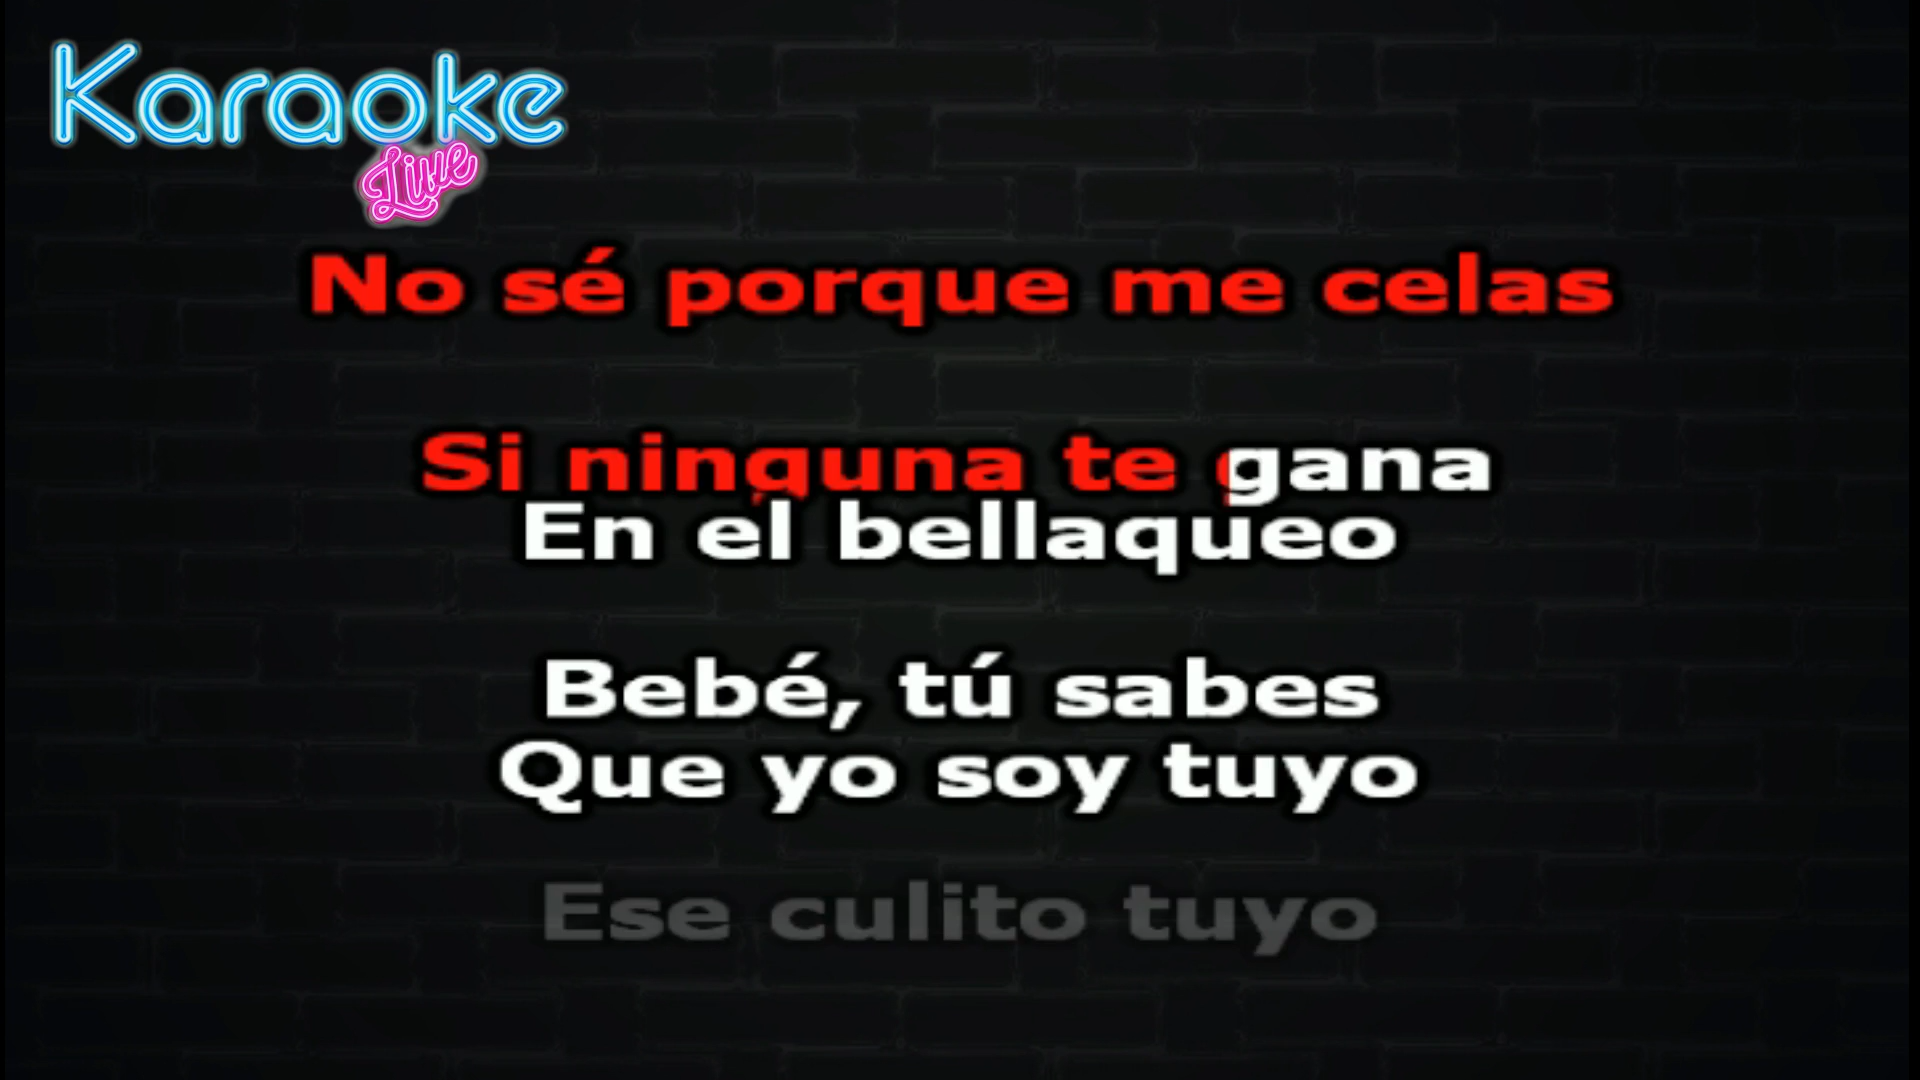 Karaoke
Live
No sé porque me celas
Si ninguna te gana
En el bellaqueo
Bebé, tú sabes
Que yo soy tuyo
Ese culito tuyo